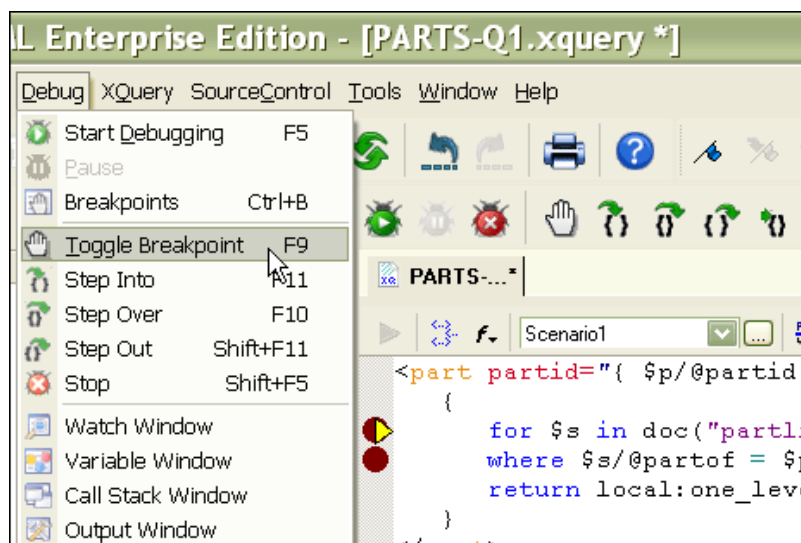 L Enterprise Edition - [PARTS-Q1.xquery *]
Debug XQuery SourceControl Tools Window Help
Start Debugging F5
Pause
Breakpoints Ctrl+B
Toggle Breakpoint F9
Step Into F11
Step Over F10
Step Out Shift+F11
Stop Shift+F5
Watch Window
Variable Window
Call Stack Window
Output Window
PARTS-...*
Scenario1
<part partid="{ $p/@partid
{
for $s in doc("partli
where $s/@partof = $p
return local:one_leve
}
</part>